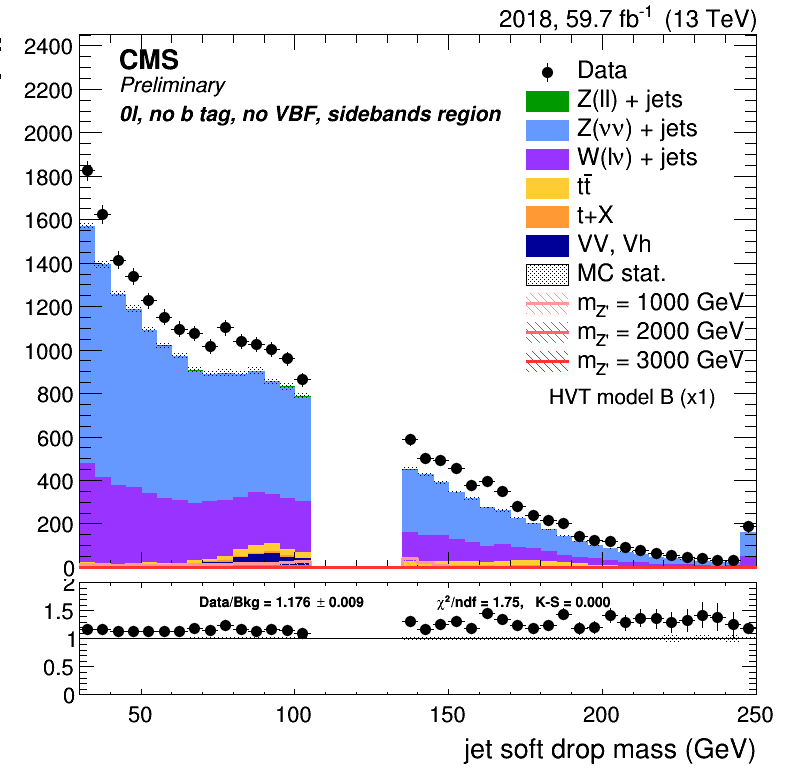 2018, 59.7 fb⁻¹ (13 TeV)
CMS
Preliminary
0l, no b tag, no VBF, sidebands region
Data
Z(ll) + jets
Z(νν) + jets
W(lν) + jets
tt̄
t+X
VV, Vh
MC stat.
m_Z' = 1000 GeV
m_Z' = 2000 GeV
m_Z' = 3000 GeV
HVT model B (x1)
2400
2200
2000
1800
1600
1400
1200
1000
800
600
400
200
0
Data/Bkg = 1.176 ± 0.009
χ²/ndf = 1.75, K-S = 0.000
2
1.5
1
0.5
0
50 100 150 200 250
jet soft drop mass (GeV)